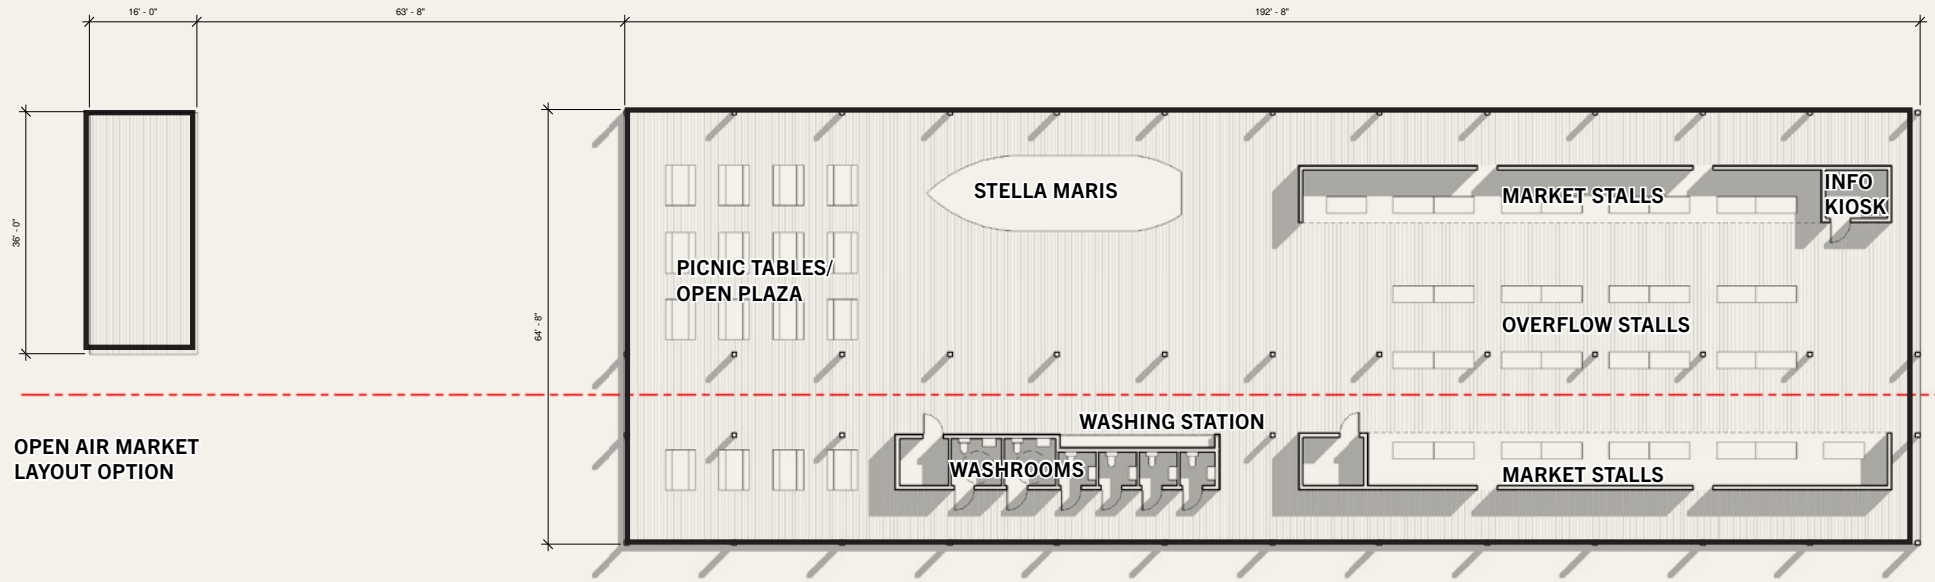 16' - 0"
63' - 8"
192' - 8"
36' - 0"
64' - 8"
STELLA MARIS
MARKET STALLS
INFO
KIOSK
PICNIC TABLES/
OPEN PLAZA
OVERFLOW STALLS
WASHING STATION
OPEN AIR MARKET
LAYOUT OPTION
WASHROOMS
MARKET STALLS